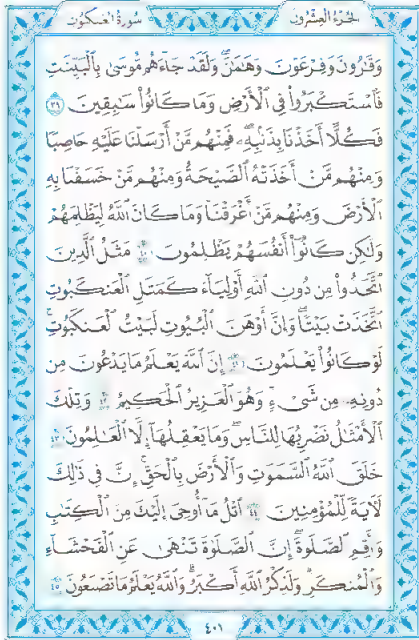 الجزء العشرون سورة العنكبوت
وَقَٰرُونَ وَفِرْعَوْنَ وَهَٰمَٰنَ ۖ وَلَقَدْ جَآءَهُم مُّوسَىٰ بِٱلْبَيِّنَٰتِ
فَٱسْتَكْبَرُوا۟ فِى ٱلْأَرْضِ وَمَا كَانُوا۟ سَٰبِقِينَ ٣٩
فَكُلًّا أَخَذْنَا بِذَنۢبِهِۦ ۖ فَمِنْهُم مَّنْ أَرْسَلْنَا عَلَيْهِ حَاصِبًا
وَمِنْهُم مَّنْ أَخَذَتْهُ ٱلصَّيْحَةُ وَمِنْهُم مَّنْ خَسَفْنَا بِهِ
ٱلْأَرْضَ وَمِنْهُم مَّنْ أَغْرَقْنَا ۚ وَمَا كَانَ ٱللَّهُ لِيَظْلِمَهُمْ
وَلَٰكِن كَانُوٓا۟ أَنفُسَهُمْ يَظْلِمُونَ ٤٠ مَثَلُ ٱلَّذِينَ
ٱتَّخَذُوا۟ مِن دُونِ ٱللَّهِ أَوْلِيَآءَ كَمَثَلِ ٱلْعَنكَبُوتِ
ٱتَّخَذَتْ بَيْتًا ۖ وَإِنَّ أَوْهَنَ ٱلْبُيُوتِ لَبَيْتُ ٱلْعَنكَبُوتِ ۖ
لَوْ كَانُوا۟ يَعْلَمُونَ ٤١ إِنَّ ٱللَّهَ يَعْلَمُ مَا يَدْعُونَ مِن
دُونِهِۦ مِن شَىْءٍ ۚ وَهُوَ ٱلْعَزِيزُ ٱلْحَكِيمُ ٤٢ وَتِلْكَ
ٱلْأَمْثَٰلُ نَضْرِبُهَا لِلنَّاسِ ۖ وَمَا يَعْقِلُهَآ إِلَّا ٱلْعَٰلِمُونَ ٤٣
خَلَقَ ٱللَّهُ ٱلسَّمَٰوَٰتِ وَٱلْأَرْضَ بِٱلْحَقِّ ۚ إِنَّ فِى ذَٰلِكَ
لَءَايَةً لِّلْمُؤْمِنِينَ ٤٤ ٱتْلُ مَآ أُوحِىَ إِلَيْكَ مِنَ ٱلْكِتَٰبِ
وَأَقِمِ ٱلصَّلَوٰةَ ۖ إِنَّ ٱلصَّلَوٰةَ تَنْهَىٰ عَنِ ٱلْفَحْشَآءِ
وَٱلْمُنكَرِ ۗ وَلَذِكْرُ ٱللَّهِ أَكْبَرُ ۗ وَٱللَّهُ يَعْلَمُ مَا تَصْنَعُونَ ٤٥
٤٠١